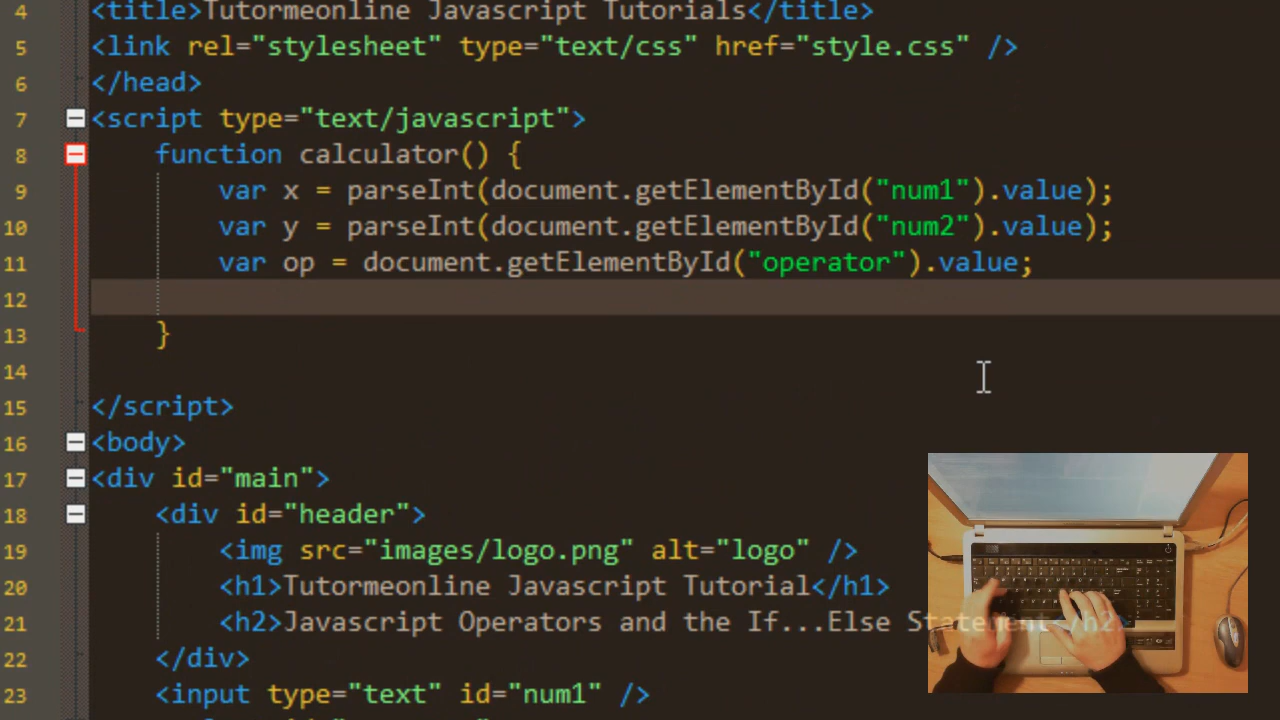 4 <title>Tutormeonline Javascript Tutorials</title>
5 <link rel="stylesheet" type="text/css" href="style.css" />
6 </head>
7 <script type="text/javascript">
8 function calculator() {
9 var x = parseInt(document.getElementById("num1").value);
10 var y = parseInt(document.getElementById("num2").value);
11 var op = document.getElementById("operator").value;
12
13 }
14
15 </script>
16 <body>
17 <div id="main">
18 <div id="header">
19 <img src="images/logo.png" alt="logo" />
20 <h1>Tutormeonline Javascript Tutorial</h1>
21 <h2>Javascript Operators and the If...Else Statement</h2>
22 </div>
23 <input type="text" id="num1" />